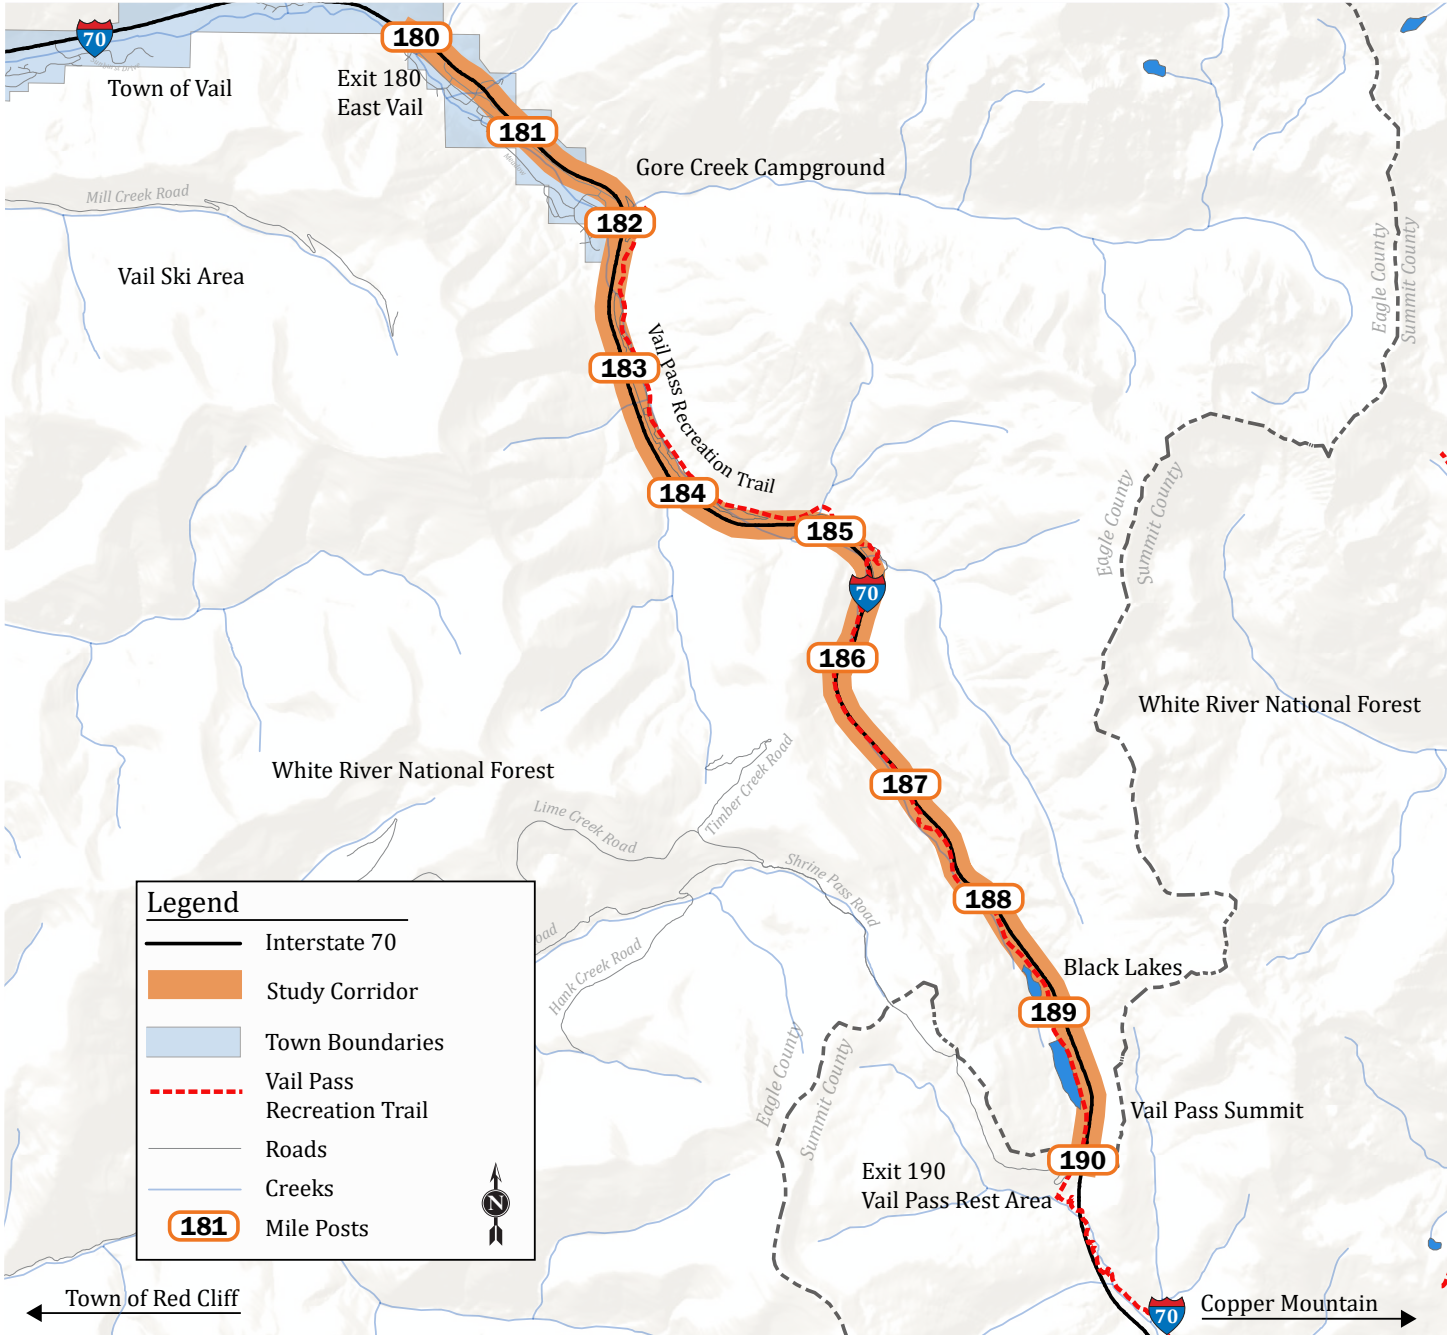 70
180
Town of Vail
Exit 180
East Vail
181
Gore Creek Campground
Mill Creek Road
182
Eagle County
Summit County
Vail Ski Area
183
Vail Pass Recreation Trail
184
185
Eagle County
Summit County
70
186
White River National Forest
White River National Forest
187
Timber Creek Road
Lime Creek Road
Shrine Pass Road
188
Road
Hank Creek Road
Black Lakes
189
Eagle County
Summit County
Vail Pass Summit
190
Exit 190
Vail Pass Rest Area
Legend
Interstate 70
Study Corridor
Town Boundaries
Vail Pass
Recreation Trail
Roads
Creeks
181
Mile Posts
N
Town of Red Cliff
70
Copper Mountain